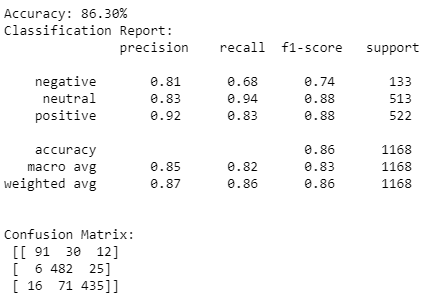 Accuracy: 86.30%
Classification Report:
precision recall f1-score support
negative 0.81 0.68 0.74 133
neutral 0.83 0.94 0.88 513
positive 0.92 0.83 0.88 522
accuracy 0.86 1168
macro avg 0.85 0.82 0.83 1168
weighted avg 0.87 0.86 0.86 1168
Confusion Matrix:
[[ 91 30 12]
[ 6 482 25]
[ 16 71 435]]